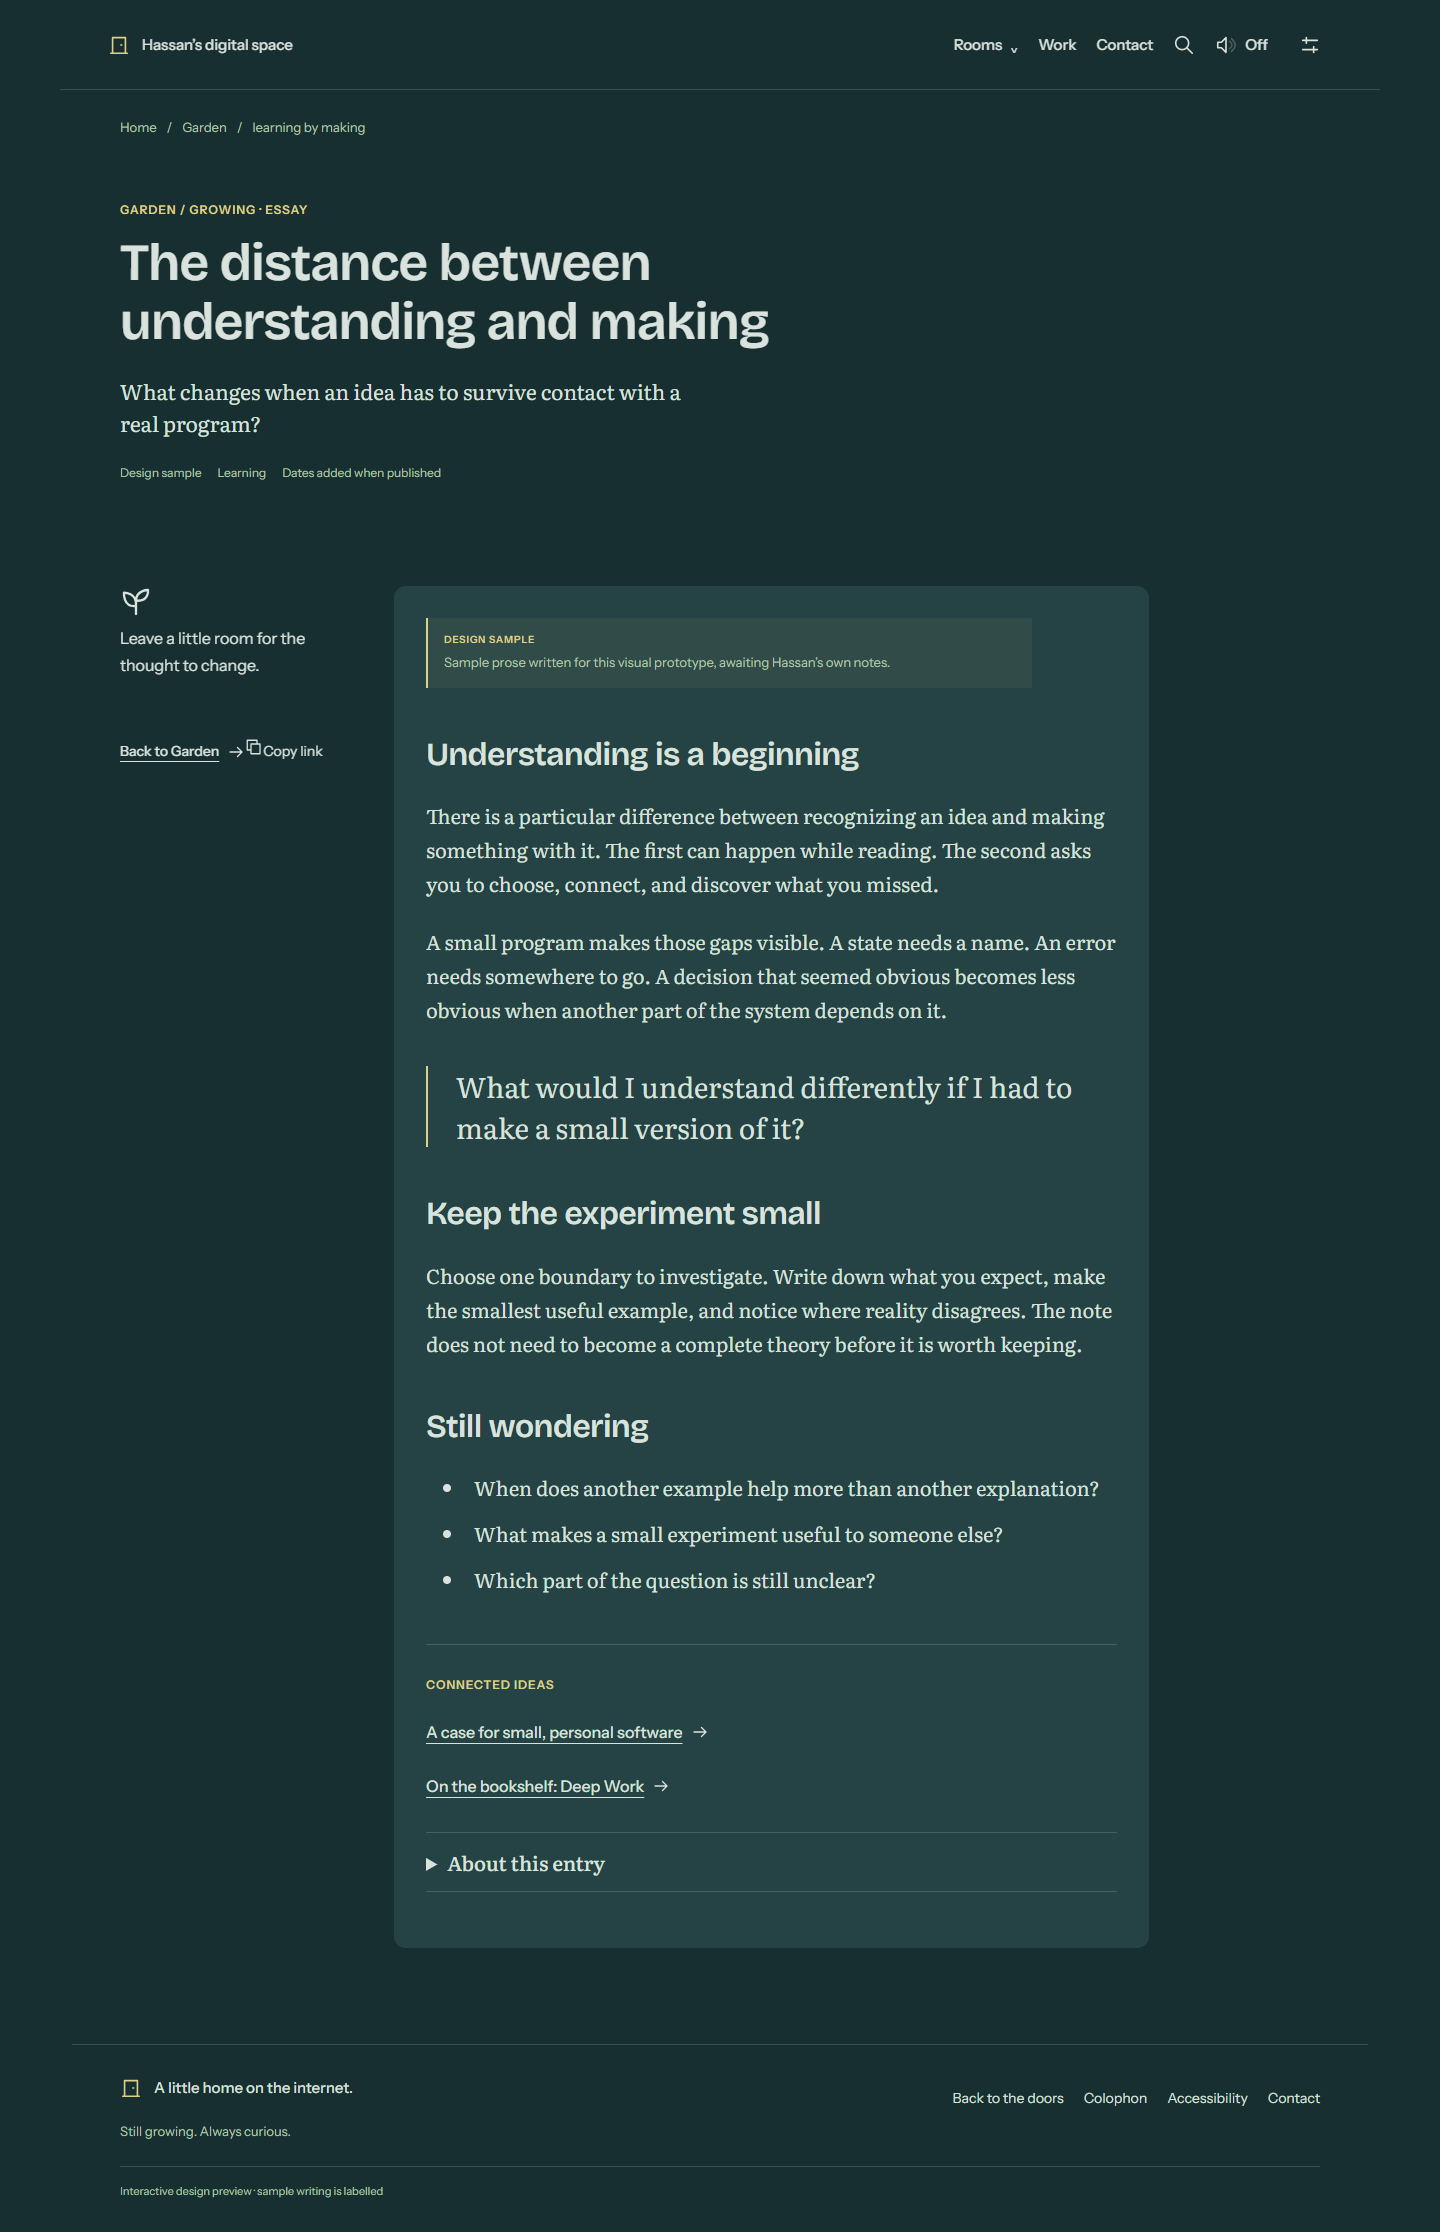 Hassan's digital space
Rooms Work Contact Off
Home / Garden / learning by making
GARDEN / GROWING · ESSAY
The distance between
understanding and making
What changes when an idea has to survive contact with a
real program?
Design sample Learning Dates added when published
Leave a little room for the
thought to change.
Back to Garden → Copy link
DESIGN SAMPLE
Sample prose written for this visual prototype, awaiting Hassan's own notes.
Understanding is a beginning
There is a particular difference between recognizing an idea and making
something with it. The first can happen while reading. The second asks
you to choose, connect, and discover what you missed.
A small program makes those gaps visible. A state needs a name. An error
needs somewhere to go. A decision that seemed obvious becomes less
obvious when another part of the system depends on it.
What would I understand differently if I had to
make a small version of it?
Keep the experiment small
Choose one boundary to investigate. Write down what you expect, make
the smallest useful example, and notice where reality disagrees. The note
does not need to become a complete theory before it is worth keeping.
Still wondering
• When does another example help more than another explanation?
• What makes a small experiment useful to someone else?
• Which part of the question is still unclear?
CONNECTED IDEAS
A case for small, personal software →
On the bookshelf: Deep Work →
About this entry
A little home on the internet.
Still growing. Always curious.
Back to the doors Colophon Accessibility Contact
Interactive design preview · sample writing is labelled